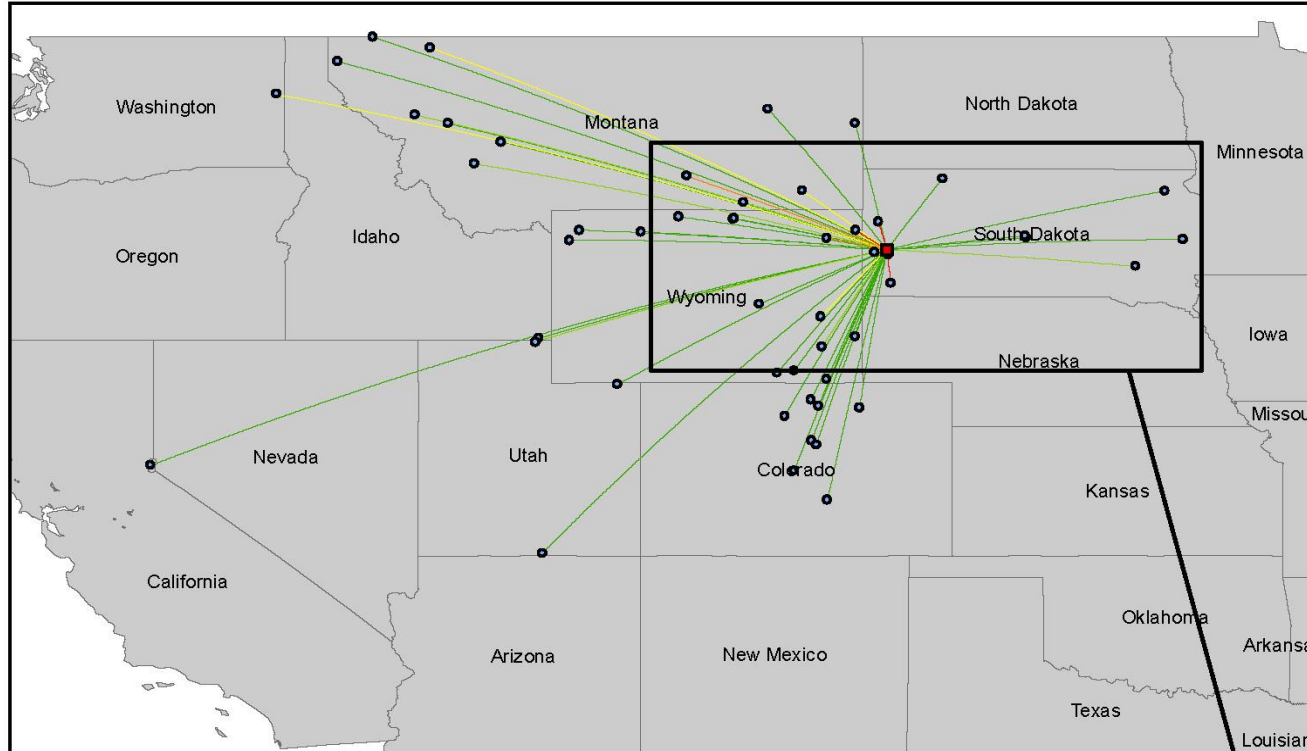 Washington
North Dakota
Montana
Minnesota
Idaho
South Dakota
Oregon
Wyoming
Iowa
Nebraska
Missou
Nevada
Utah
Colorado
Kansas
California
Oklahoma
Arizona
New Mexico
Arkansa
Texas
Louisian